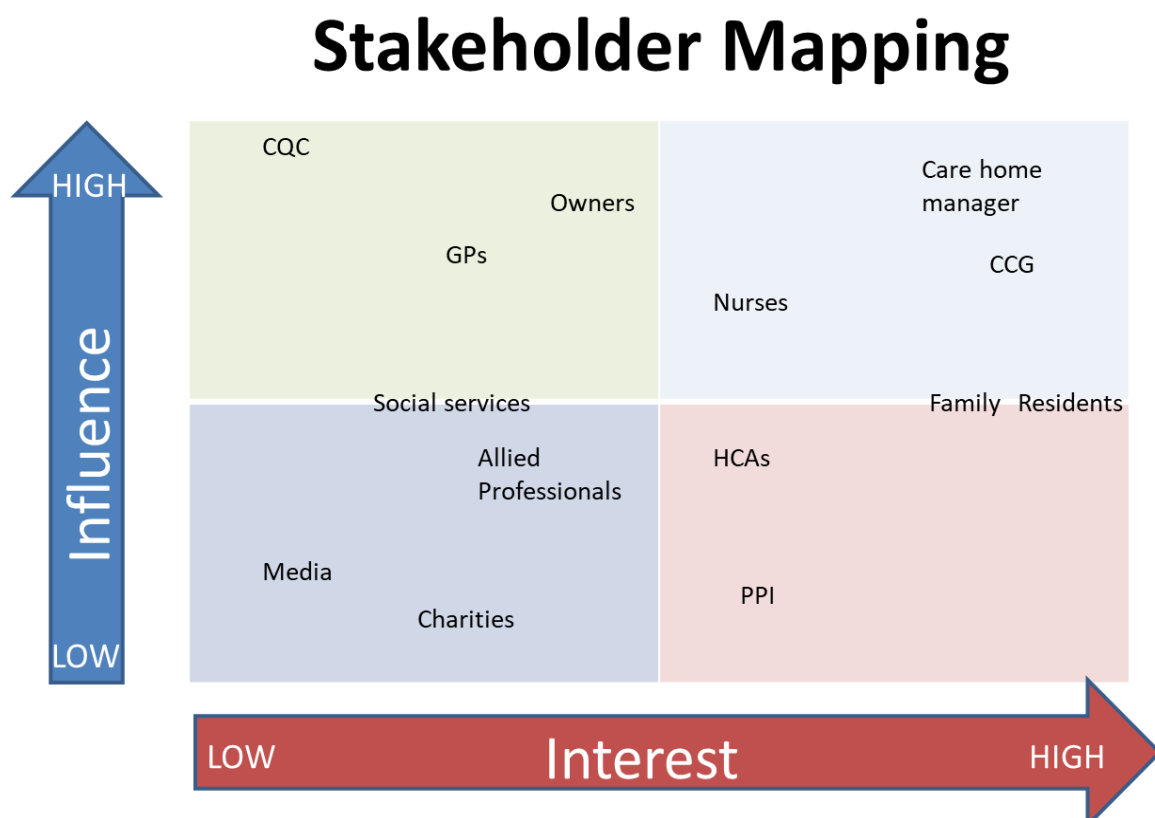 Stakeholder Mapping
HIGH
Influence
LOW
CQC
Owners
GPs
Care home
manager
CCG
Nurses
Social services
Family
Residents
Allied
Professionals
HCAs
Media
Charities
PPI
LOW
Interest
HIGH